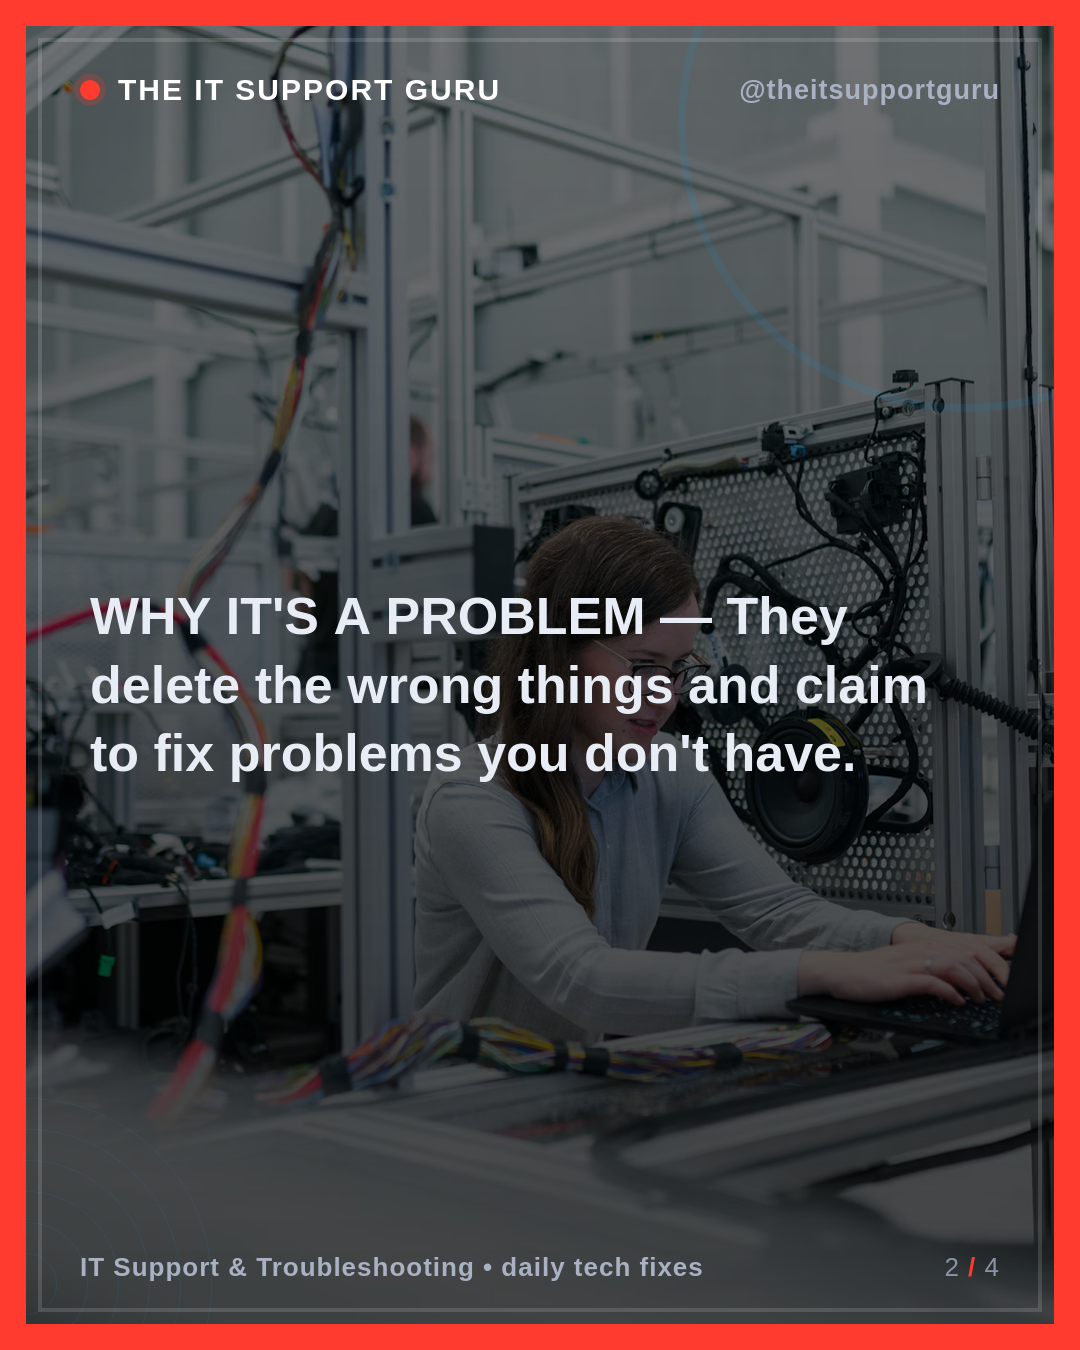 THE IT SUPPORT GURU
@theitsupportguru
WHY IT'S A PROBLEM — They
delete the wrong things and claim
to fix problems you don't have.
IT Support & Troubleshooting • daily tech fixes
2 / 4